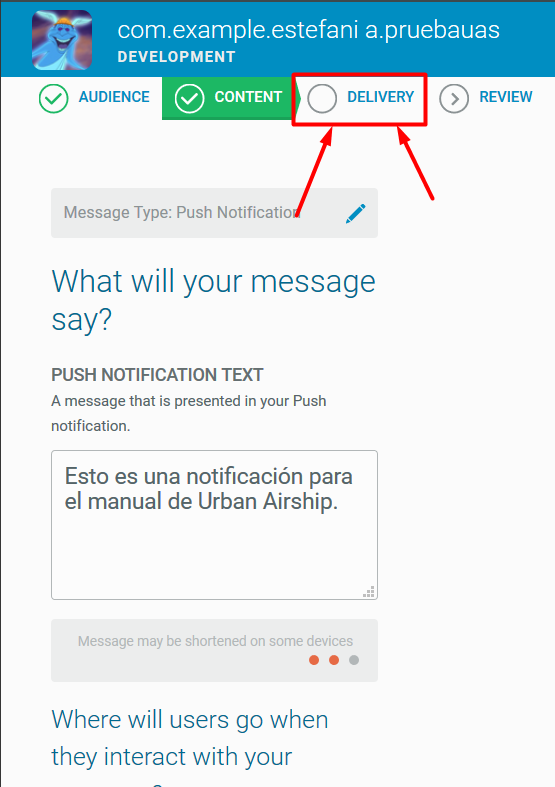 com.example.estefani a.pruebauas
DEVELOPMENT
AUDIENCE CONTENT DELIVERY REVIEW
Message Type: Push Notification
What will your message
say?
PUSH NOTIFICATION TEXT
A message that is presented in your Push
notification.
Esto es una notificación para
el manual de Urban Airship.
Message may be shortened on some devices
Where will users go when
they interact with your